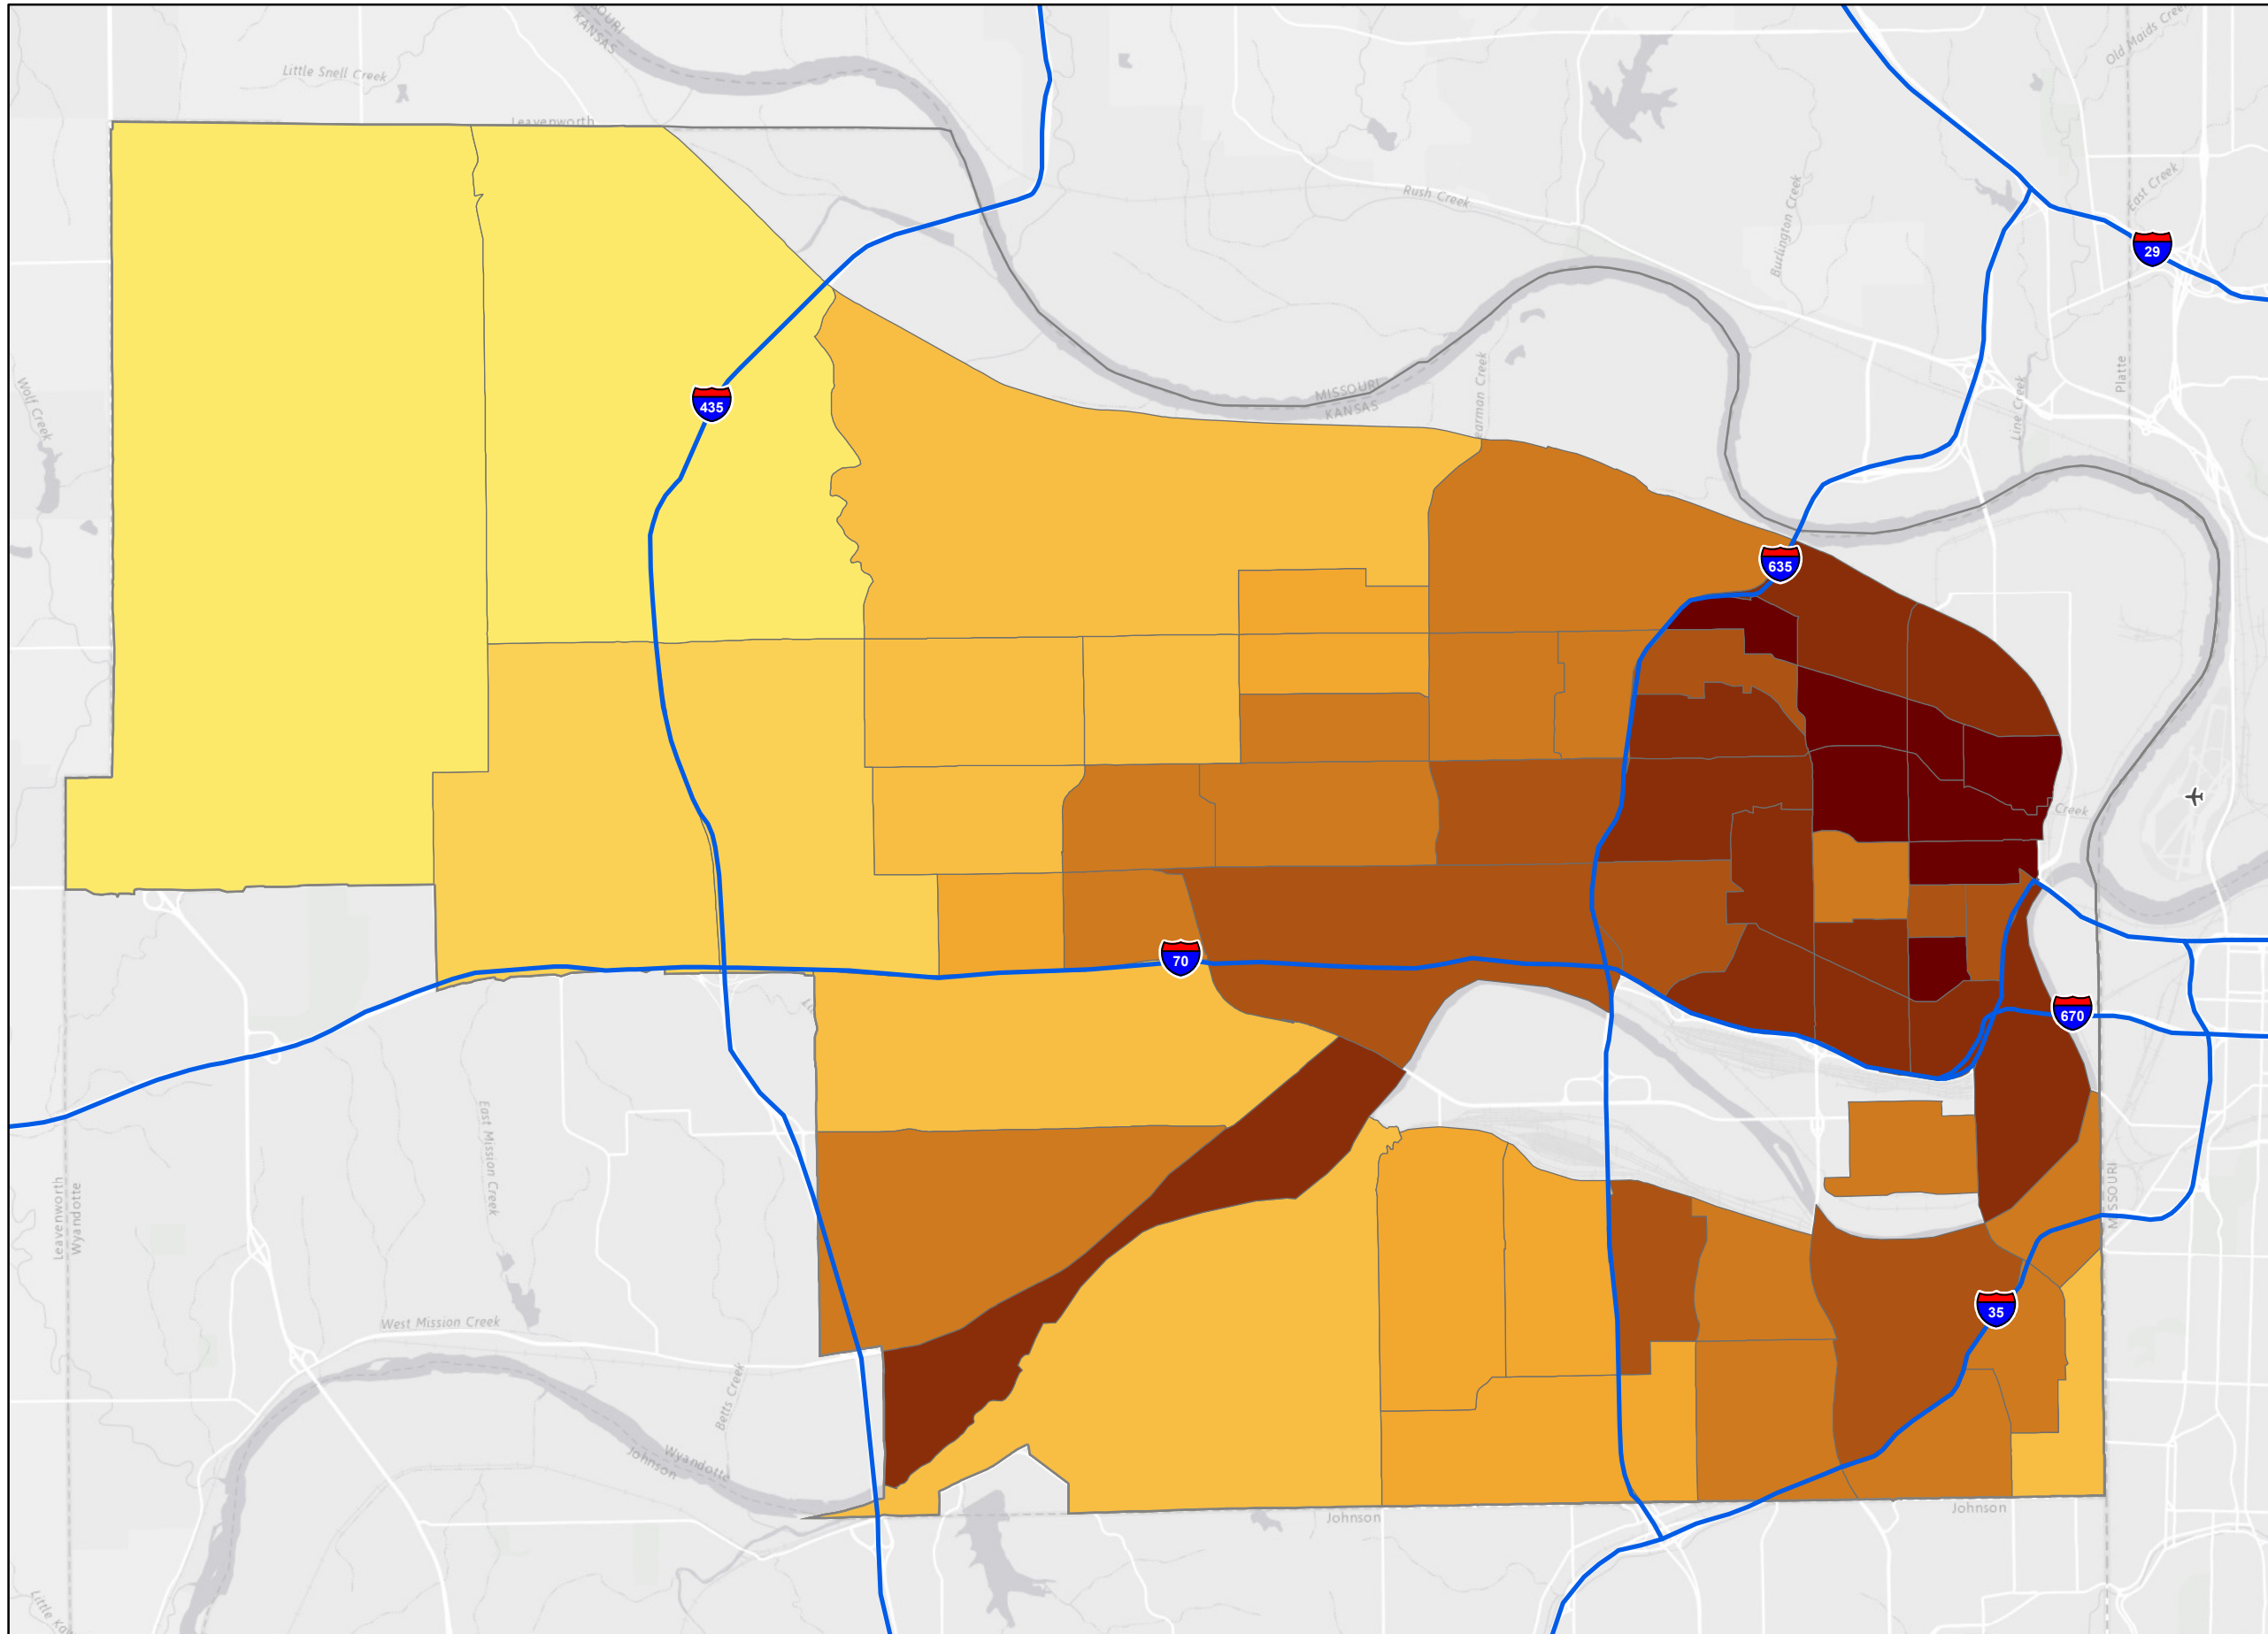 MISSOURI
KANSAS
Little Snell Creek
Leavenworth
Old Maids Creek
East Creek
Rush Creek
Burlington Creek
29
Wolf Creek
435
MISSOURI
KANSAS
Line Creek
Platte
635
Creek
70
670
East Mission Creek
Leavenworth
Wyandotte
MISSOURI
35
West Mission Creek
Betts Creek
Wyandotte
Johnson
Johnson
Johnson